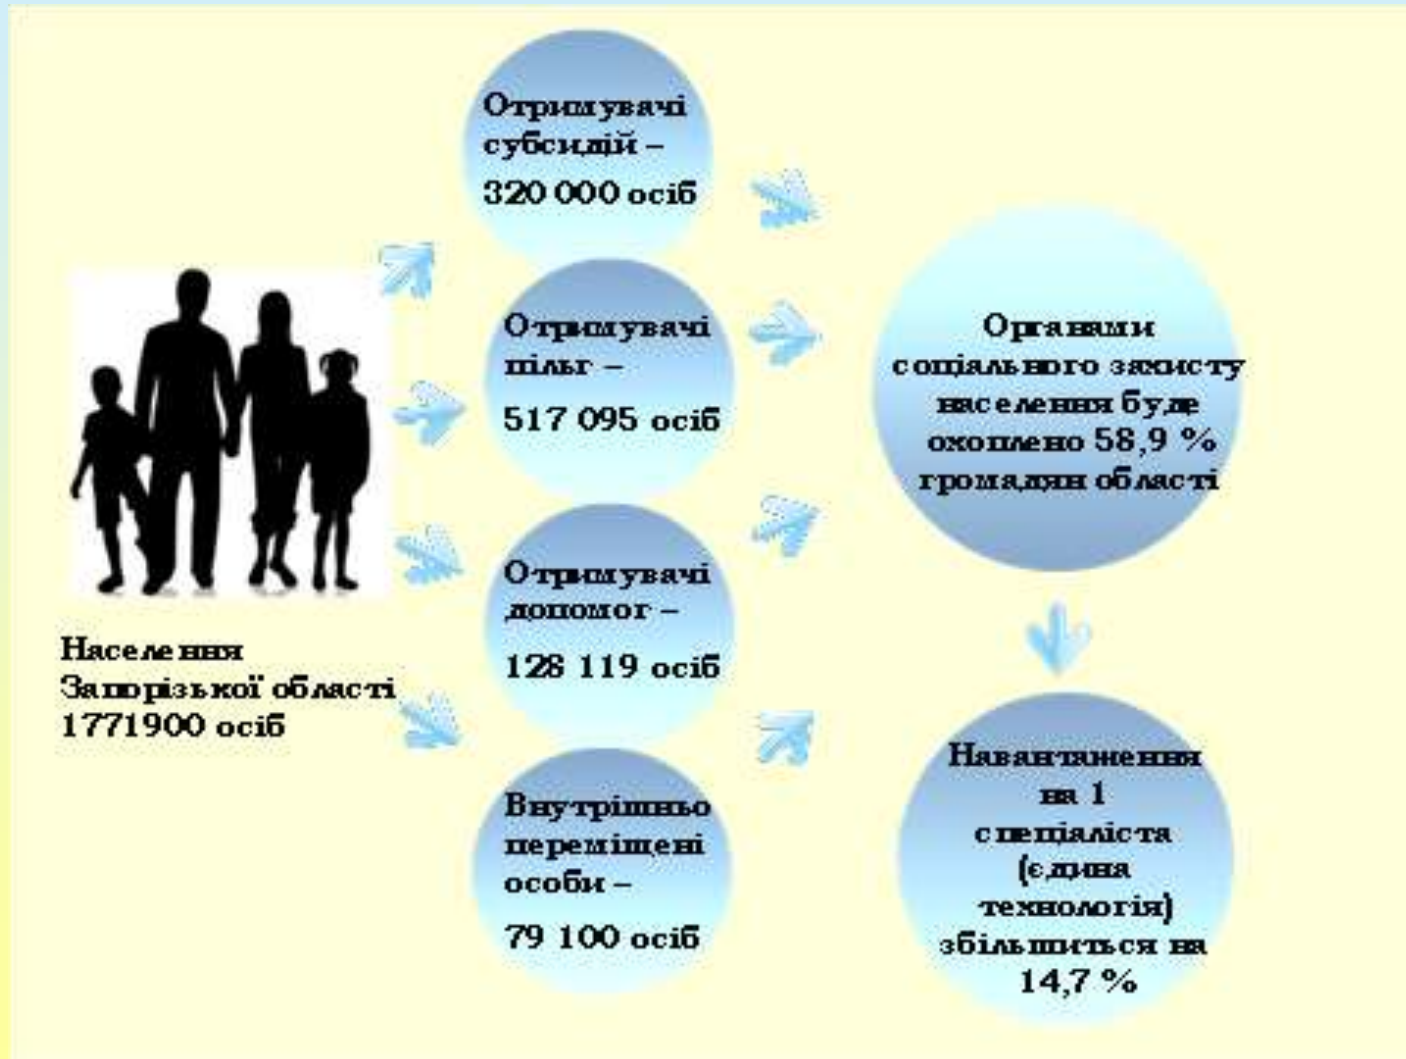 Отримувачі
субсидій –
320 000 осіб
Отримувачі
пільг –
517 095 осіб
Отримувачі
допомог –
128 119 осіб
Внутрішньо
переміщені
особи –
79 100 осіб
Населення
Запорізької області
1771900 осіб
Органами
соціального захисту
населення буде
охоплено 58,9 %
громадян області
Навантаження
на 1
спеціаліста
(єдина
технологія)
збільшиться на
14,7 %